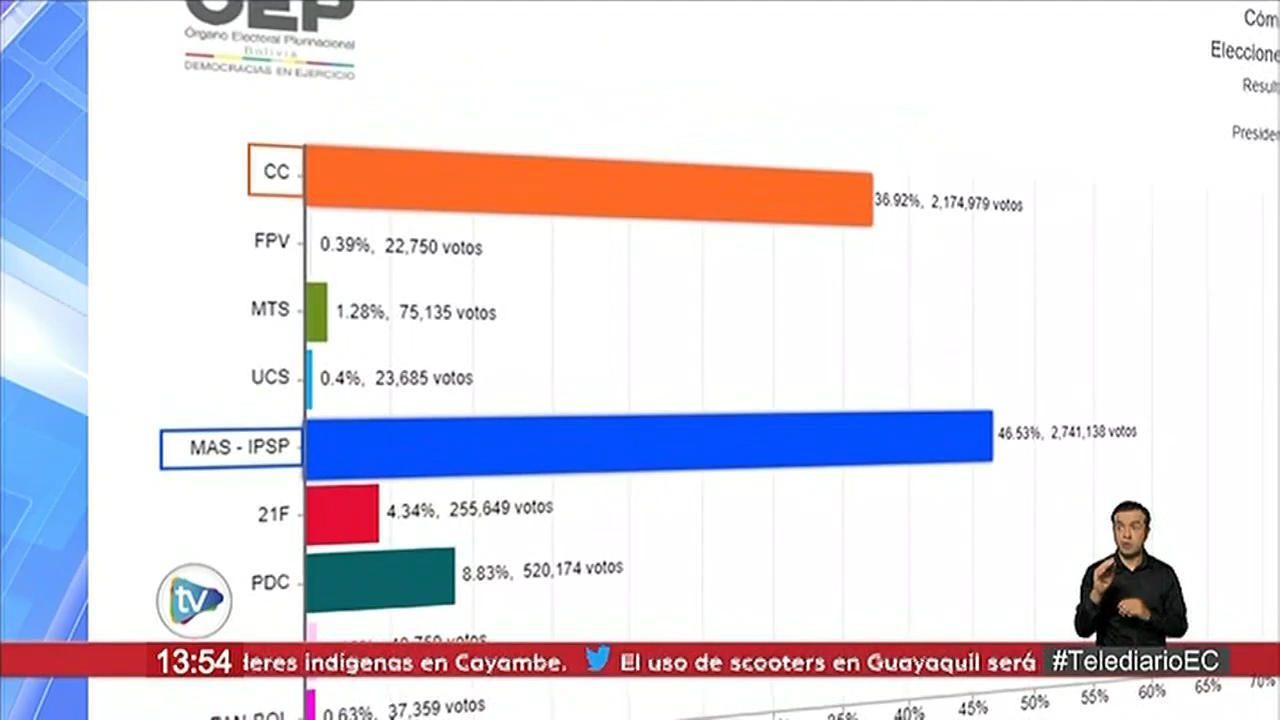 OEP
Órgano Electoral Plurinacional
Bolivia
DEMOCRACIAS EN EJERCICIO
Cóm
Eleccione
Result
Presiden
CC
36.92%, 2,174,979 votos
FPV
0.39%, 22,750 votos
MTS
1.28%, 75,135 votos
UCS
0.4%, 23,685 votos
MAS - IPSP
46.53%, 2,741,138 votos
21F
4.34%, 255,649 votos
PDC
8.83%, 520,174 votos
votos
tv
13:54
deres indígenas en Cayambe.
El uso de scooters en Guayaquil será
#TelediarioEC
0.63%, 37,359 votos
40%
45%
50%
55%
60%
65%
70%